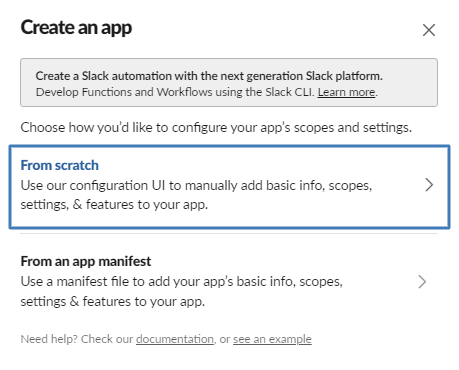 Create an app
Create a Slack automation with the next generation Slack platform.
Develop Functions and Workflows using the Slack CLI. Learn more.
Choose how you'd like to configure your app's scopes and settings.
From scratch
Use our configuration UI to manually add basic info, scopes,
settings, & features to your app.
From an app manifest
Use a manifest file to add your app's basic info, scopes,
settings & features to your app.
Need help? Check our documentation, or see an example